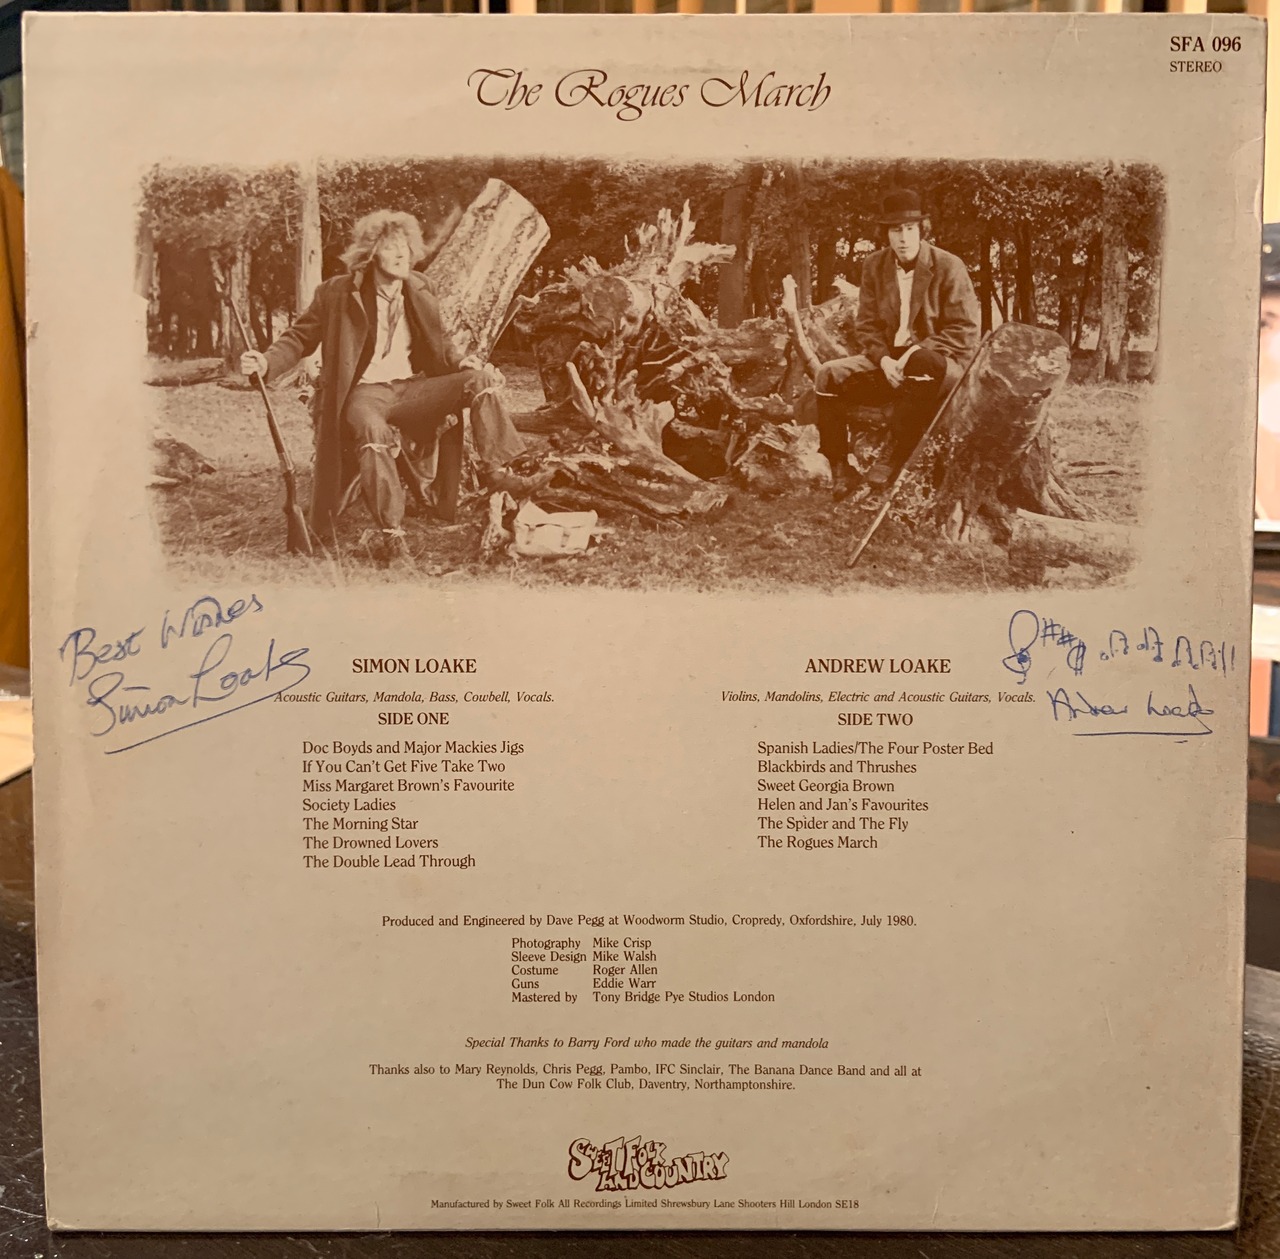 SFA 096
STEREO
The Rogues March
Best Wishes
Simon Loake
SIMON LOAKE
Acoustic Guitars, Mandola, Bass, Cowbell, Vocals.
SIDE ONE
Doc Boyds and Major Mackies Jigs
If You Can't Get Five Take Two
Miss Margaret Brown's Favourite
Society Ladies
The Morning Star
The Drowned Lovers
The Double Lead Through
ANDREW LOAKE
Violins, Mandolins, Electric and Acoustic Guitars, Vocals.
Andrew Loake
SIDE TWO
Spanish Ladies/The Four Poster Bed
Blackbirds and Thrushes
Sweet Georgia Brown
Helen and Jan's Favourites
The Spider and The Fly
The Rogues March
Produced and Engineered by Dave Pegg at Woodworm Studio, Cropredy, Oxfordshire, July 1980.
Photography Mike Crisp
Sleeve Design Mike Walsh
Costume Roger Allen
Guns Eddie Warr
Mastered by Tony Bridge Pye Studios London
Special Thanks to Barry Ford who made the guitars and mandola
Thanks also to Mary Reynolds, Chris Pegg, Pambo, IFC Sinclair, The Banana Dance Band and all at
The Dun Cow Folk Club, Daventry, Northamptonshire.
SWEET FOLK
AND COUNTRY
Manufactured by Sweet Folk All Recordings Limited Shrewsbury Lane Shooters Hill London SE18